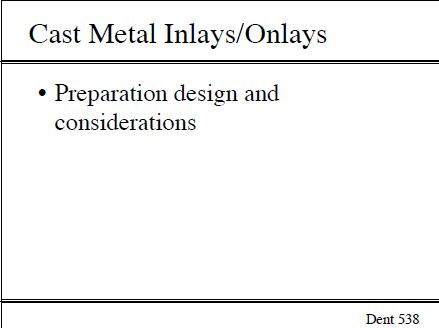 Cast Metal Inlays/Onlays
• Preparation design and
considerations
Dent 538